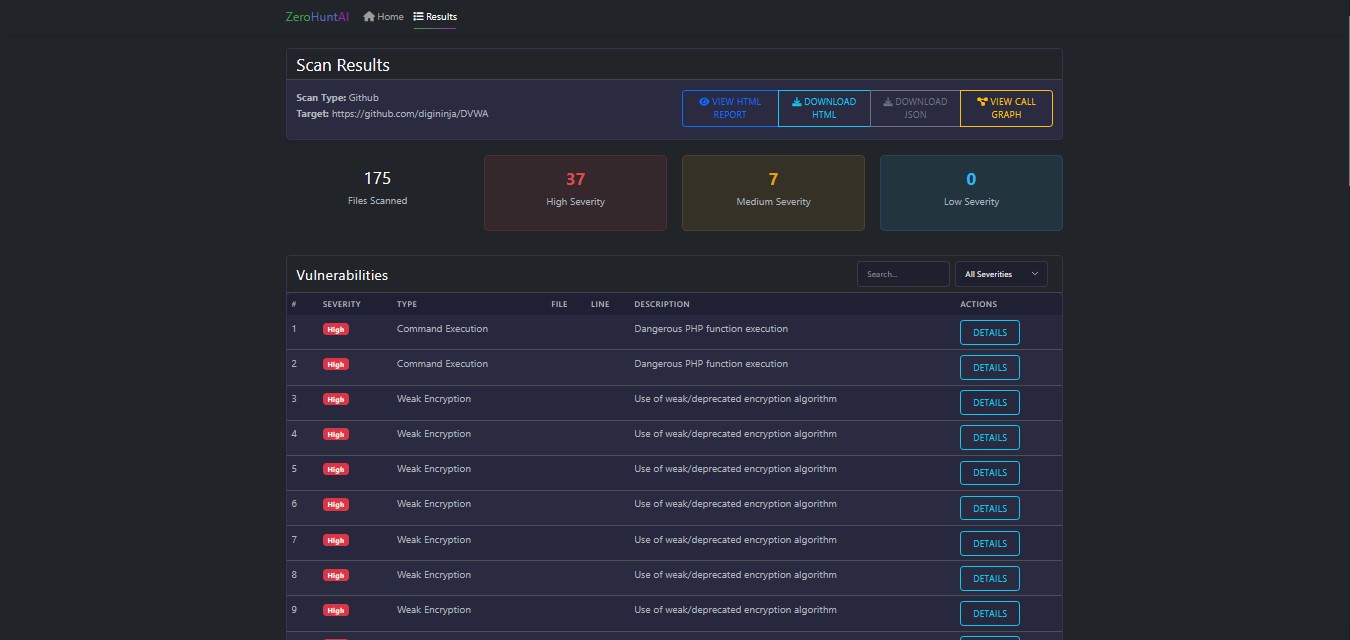 ZeroHuntAI Home Results
Scan Results
Scan Type: Github
Target: https://github.com/digininja/DVWA
VIEW HTML REPORT
DOWNLOAD HTML
DOWNLOAD JSON
VIEW CALL GRAPH
175
Files Scanned
37
High Severity
7
Medium Severity
0
Low Severity
Vulnerabilities
Search...
All Severities
# SEVERITY TYPE FILE LINE DESCRIPTION ACTIONS
1 High Command Execution Dangerous PHP function execution DETAILS
2 High Command Execution Dangerous PHP function execution DETAILS
3 High Weak Encryption Use of weak/deprecated encryption algorithm DETAILS
4 High Weak Encryption Use of weak/deprecated encryption algorithm DETAILS
5 High Weak Encryption Use of weak/deprecated encryption algorithm DETAILS
6 High Weak Encryption Use of weak/deprecated encryption algorithm DETAILS
7 High Weak Encryption Use of weak/deprecated encryption algorithm DETAILS
8 High Weak Encryption Use of weak/deprecated encryption algorithm DETAILS
9 High Weak Encryption Use of weak/deprecated encryption algorithm DETAILS